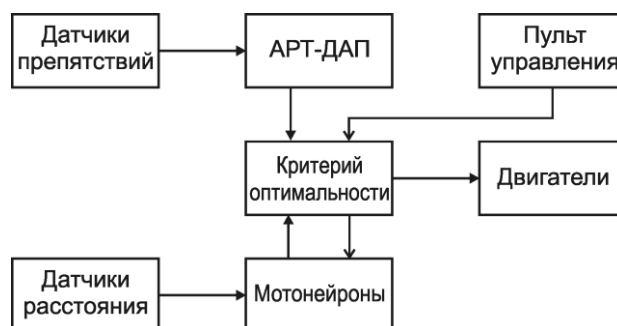 Датчики
препятствий
АРТ-ДАП
Пульт
управления
Критерий
оптимальности
Двигатели
Датчики
расстояния
Мотонейроны